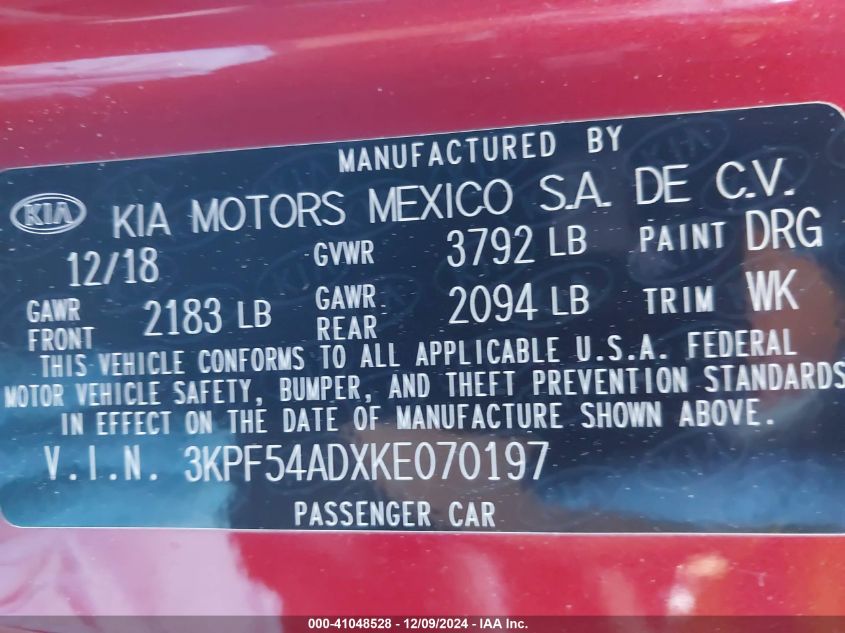 MANUFACTURED BY
KIA KIA MOTORS MEXICO S.A. DE C.V.
12/18 GVWR 3792 LB PAINT DRG
GAWR FRONT 2183 LB GAWR REAR 2094 LB TRIM WK
THIS VEHICLE CONFORMS TO ALL APPLICABLE U.S.A. FEDERAL
MOTOR VEHICLE SAFETY, BUMPER, AND THEFT PREVENTION STANDARDS
IN EFFECT ON THE DATE OF MANUFACTURE SHOWN ABOVE.
V.I.N. 3KPF54ADXKE070197
PASSENGER CAR
000-41048528 - 12/09/2024 - IAA Inc.